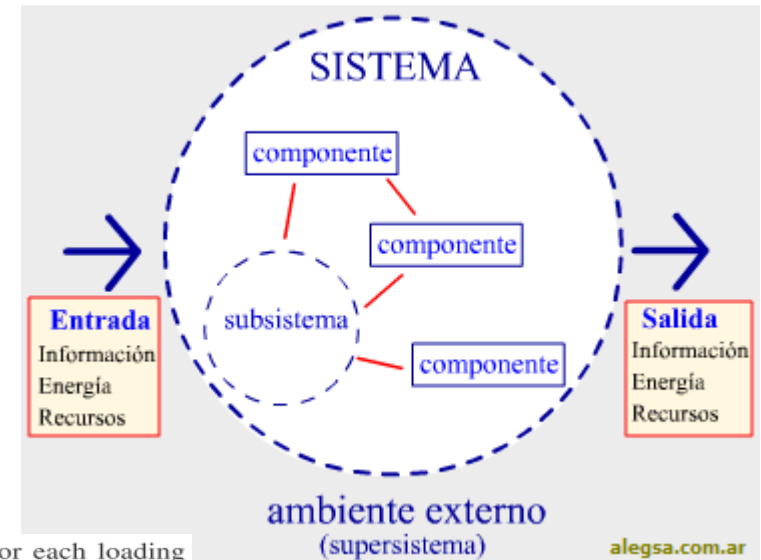 SISTEMA
componente
componente
subsistema
componente
Entrada
Información
Energía
Recursos
Salida
Información
Energía
Recursos
ambiente externo
(supersistema)
alegsa.com.ar
or each loading